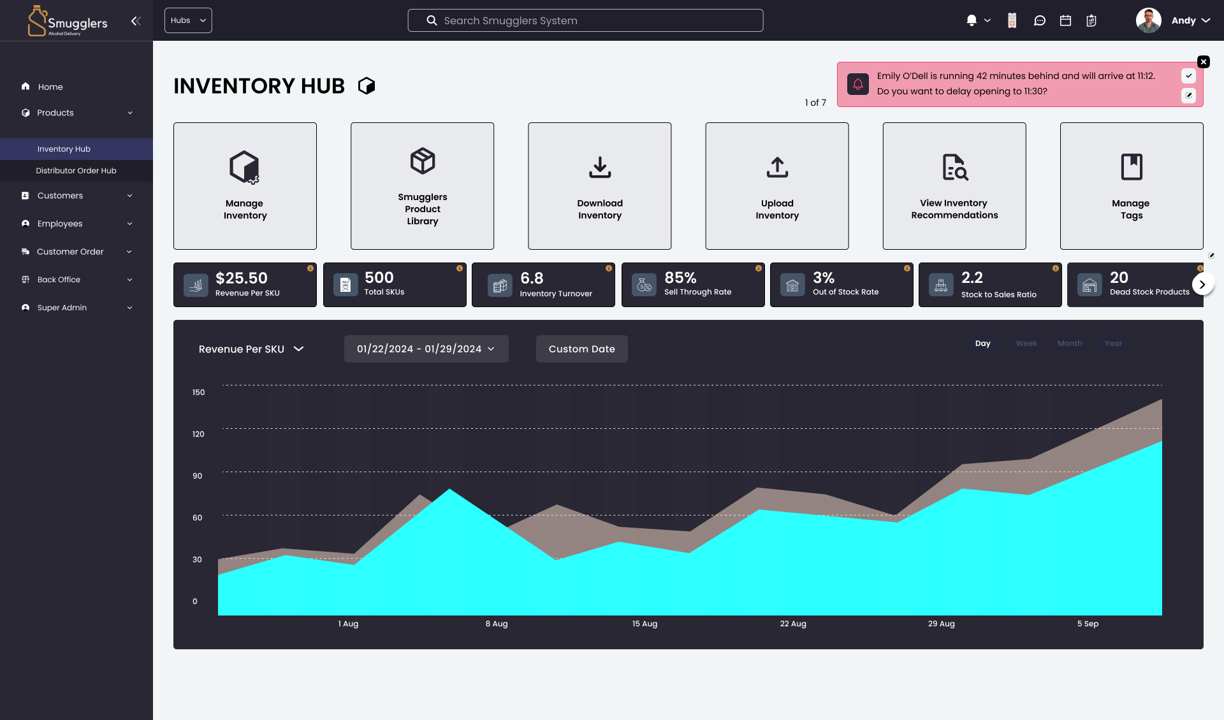 Smugglers
Alcohol Delivery
Hubs
Search Smugglers System
Andy
Home
Products
Inventory Hub
Distributor Order Hub
Customers
Employees
Customer Order
Back Office
Super Admin
INVENTORY HUB
1 of 7
Emily O'Dell is running 42 minutes behind and will arrive at 11:12.
Do you want to delay opening to 11:30?
Manage
Inventory
Smugglers
Product
Library
Download
Inventory
Upload
Inventory
View Inventory
Recommendations
Manage
Tags
$25.50
Revenue Per SKU
500
Total SKUs
6.8
Inventory Turnover
85%
Sell Through Rate
3%
Out of Stock Rate
2.2
Stock to Sales Ratio
20
Dead Stock Products
Revenue Per SKU
01/22/2024 - 01/29/2024
Custom Date
Day
Week
Month
Year
150
120
90
60
30
0
1 Aug
8 Aug
15 Aug
22 Aug
29 Aug
5 Sep